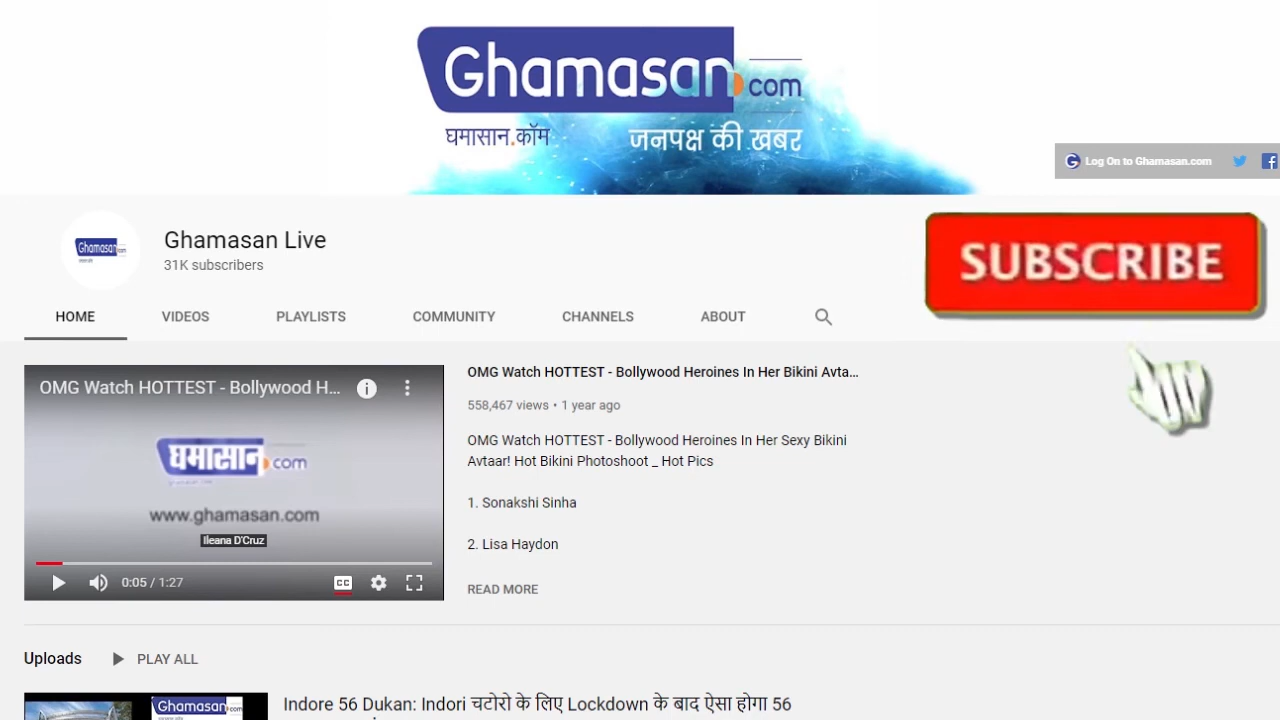 Ghamasan.com
घमासान.कॉम
जनपक्ष की खबर
Log On to Ghamasan.com
Ghamasan.com
Ghamasan Live
31K subscribers
SUBSCRIBE
HOME
VIDEOS
PLAYLISTS
COMMUNITY
CHANNELS
ABOUT
OMG Watch HOTTEST - Bollywood H...
घमासान.com
www.ghamasan.com
Ileana D'Cruz
0:05 / 1:27
CC
OMG Watch HOTTEST - Bollywood Heroines In Her Bikini Avta...
558,467 views • 1 year ago
OMG Watch HOTTEST - Bollywood Heroines In Her Sexy Bikini
Avtaar! Hot Bikini Photoshoot _ Hot Pics
1. Sonakshi Sinha
2. Lisa Haydon
READ MORE
Uploads
PLAY ALL
Ghamasan
Indore 56 Dukan: Indori चटोरो के लिए Lockdown के बाद ऐसा होगा 56